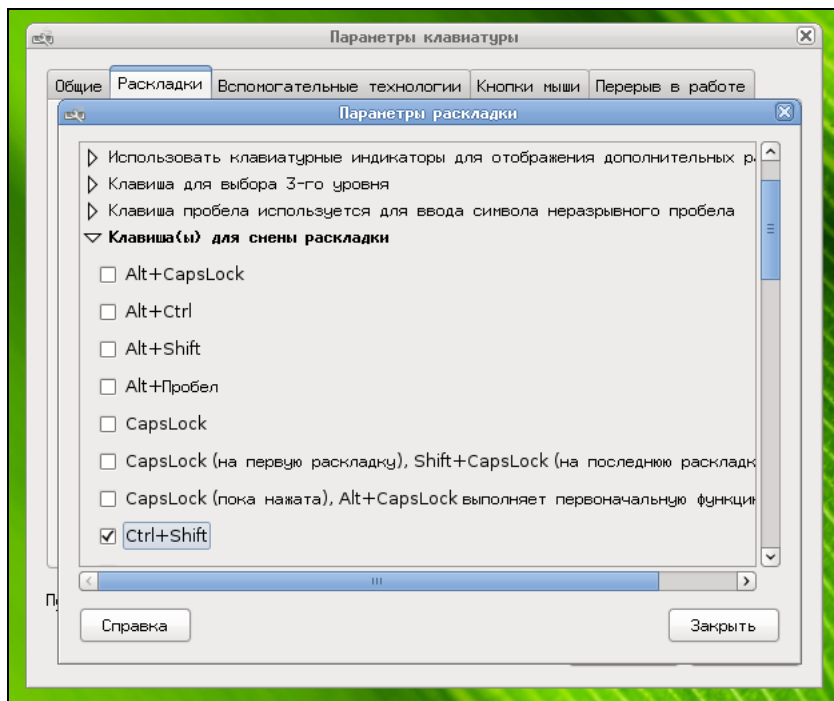 Параметры клавиатуры
Общие Раскладки Вспомогательные технологии Кнопки мыши Перерыв в работе
Параметры раскладки
Использовать клавиатурные индикаторы для отображения дополнительных
Клавиша для выбора 3-го уровня
Клавиша пробела используется для ввода символа неразрывного пробела
Клавиша(ы) для смены раскладки
Alt+CapsLock
Alt+Ctrl
Alt+Shift
Alt+Пробел
CapsLock
CapsLock (на первую раскладку), Shift+CapsLock (на последнюю раскладк
CapsLock (пока нажата), Alt+CapsLock выполняет первоначальную функци
Ctrl+Shift
Справка Закрыть